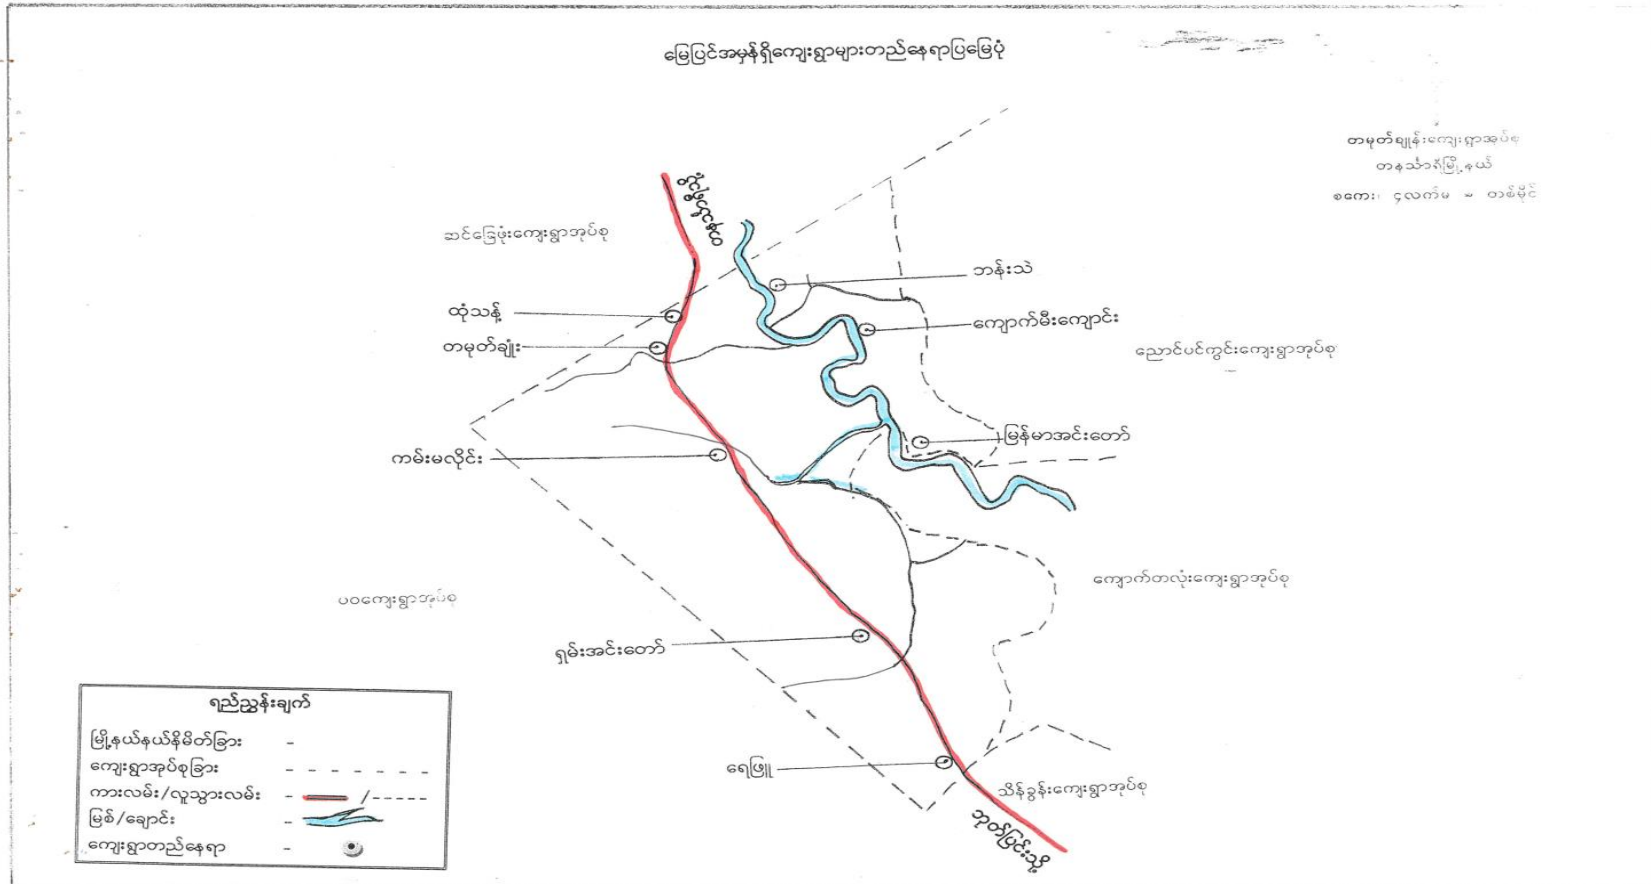 မြေပြင်အမှန်ရှိကျေးရွာများတည်နေရာပြမြေပုံ
တမုတ်ချုန်းကျေးရွာအုပ်စု
တနင်္သာရီမြို့နယ်
စကေး၊ ၄လက်မ = တစ်မိုင်
ဆင်ခြေဖုံးကျေးရွာအုပ်စု
ဘန်းသဲ
ထုံသန့်
ကျောက်မီးကျောင်း
တမုတ်ချုံး
ညောင်ပင်ကွင်းကျေးရွာအုပ်စု
မြန်မာအင်းတော်
ကမ်းမလိုင်း
ကျောက်တလုံးကျေးရွာအုပ်စု
ပဝကျေးရွာအုပ်စု
ရှမ်းအင်းတော်
ရေဖြူ
သိန်ခွန်းကျေးရွာအုပ်စု
ဘုတ်ပြင်းသို့
ရည်ညွှန်းချက်
မြို့နယ်နယ်နိမိတ်ခြား -
ကျေးရွာအုပ်စုခြား - - - - - - -
ကားလမ်း/လူသွားလမ်း - / -----
မြစ်/ချောင်း -
ကျေးရွာတည်နေရာ -